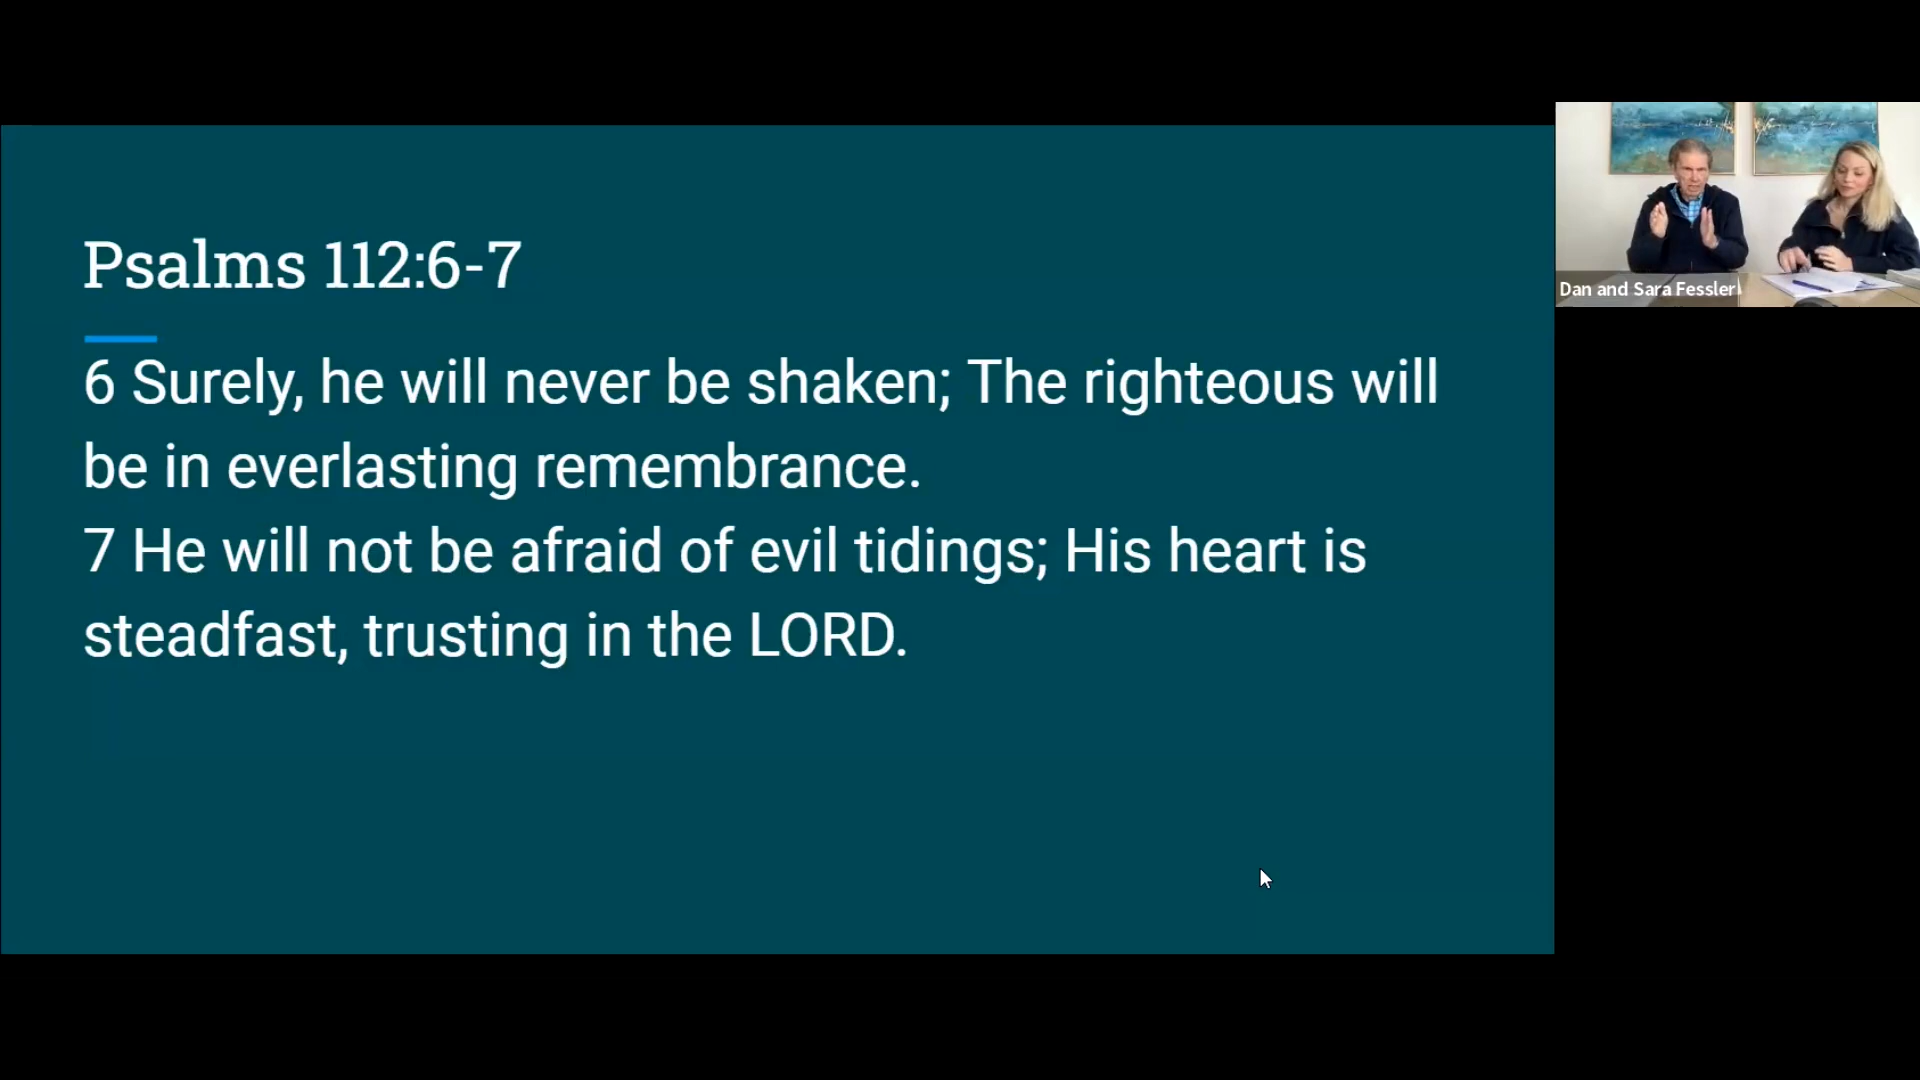 Psalms 112:6-7
6 Surely, he will never be shaken; The righteous will
be in everlasting remembrance.
7 He will not be afraid of evil tidings; His heart is
steadfast, trusting in the LORD.
Dan and Sara Fessler